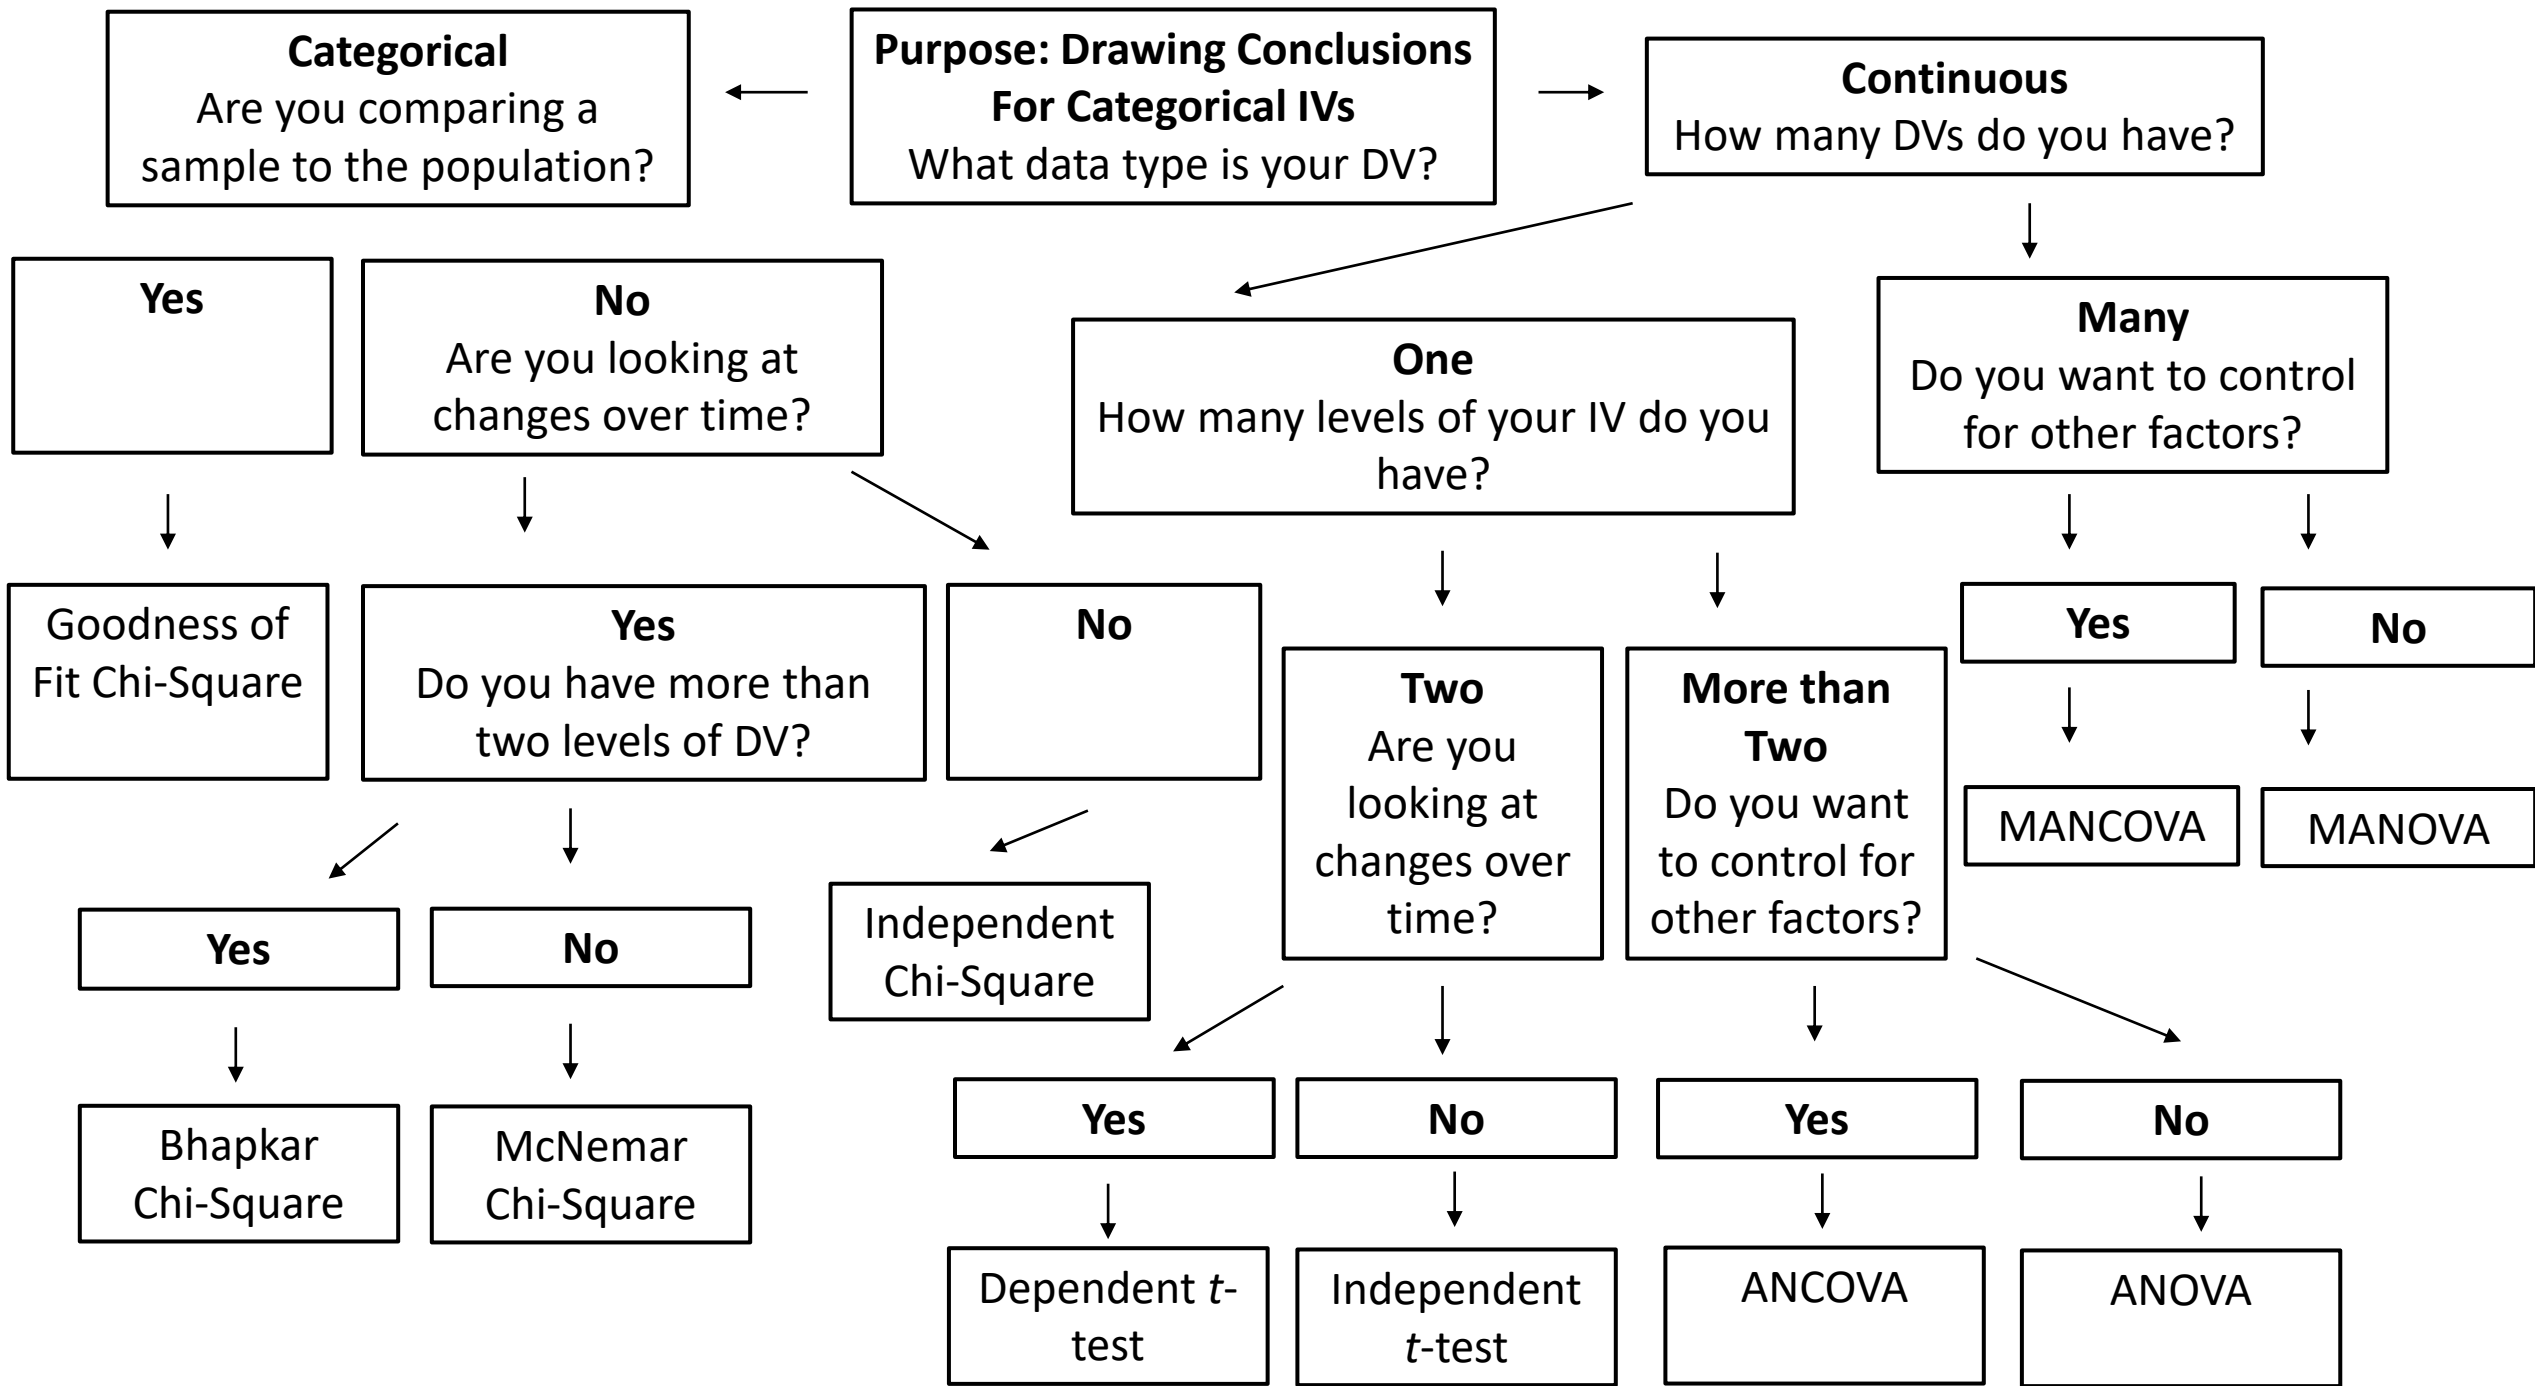 Categorical
Are you comparing a
sample to the population?
Purpose: Drawing Conclusions
For Categorical IVs
What data type is your DV?
Continuous
How many DVs do you have?
Yes
No
Are you looking at
changes over time?
One
How many levels of your IV do you
have?
Many
Do you want to control
for other factors?
Goodness of
Fit Chi-Square
Yes
Do you have more than
two levels of DV?
No
Two
Are you
looking at
changes over
time?
More than
Two
Do you want
to control for
other factors?
Yes
No
MANCOVA
MANOVA
Yes
No
Independent
Chi-Square
Bhapkar
Chi-Square
McNemar
Chi-Square
Yes
No
Yes
No
Dependent t-
test
Independent
t-test
ANCOVA
ANOVA